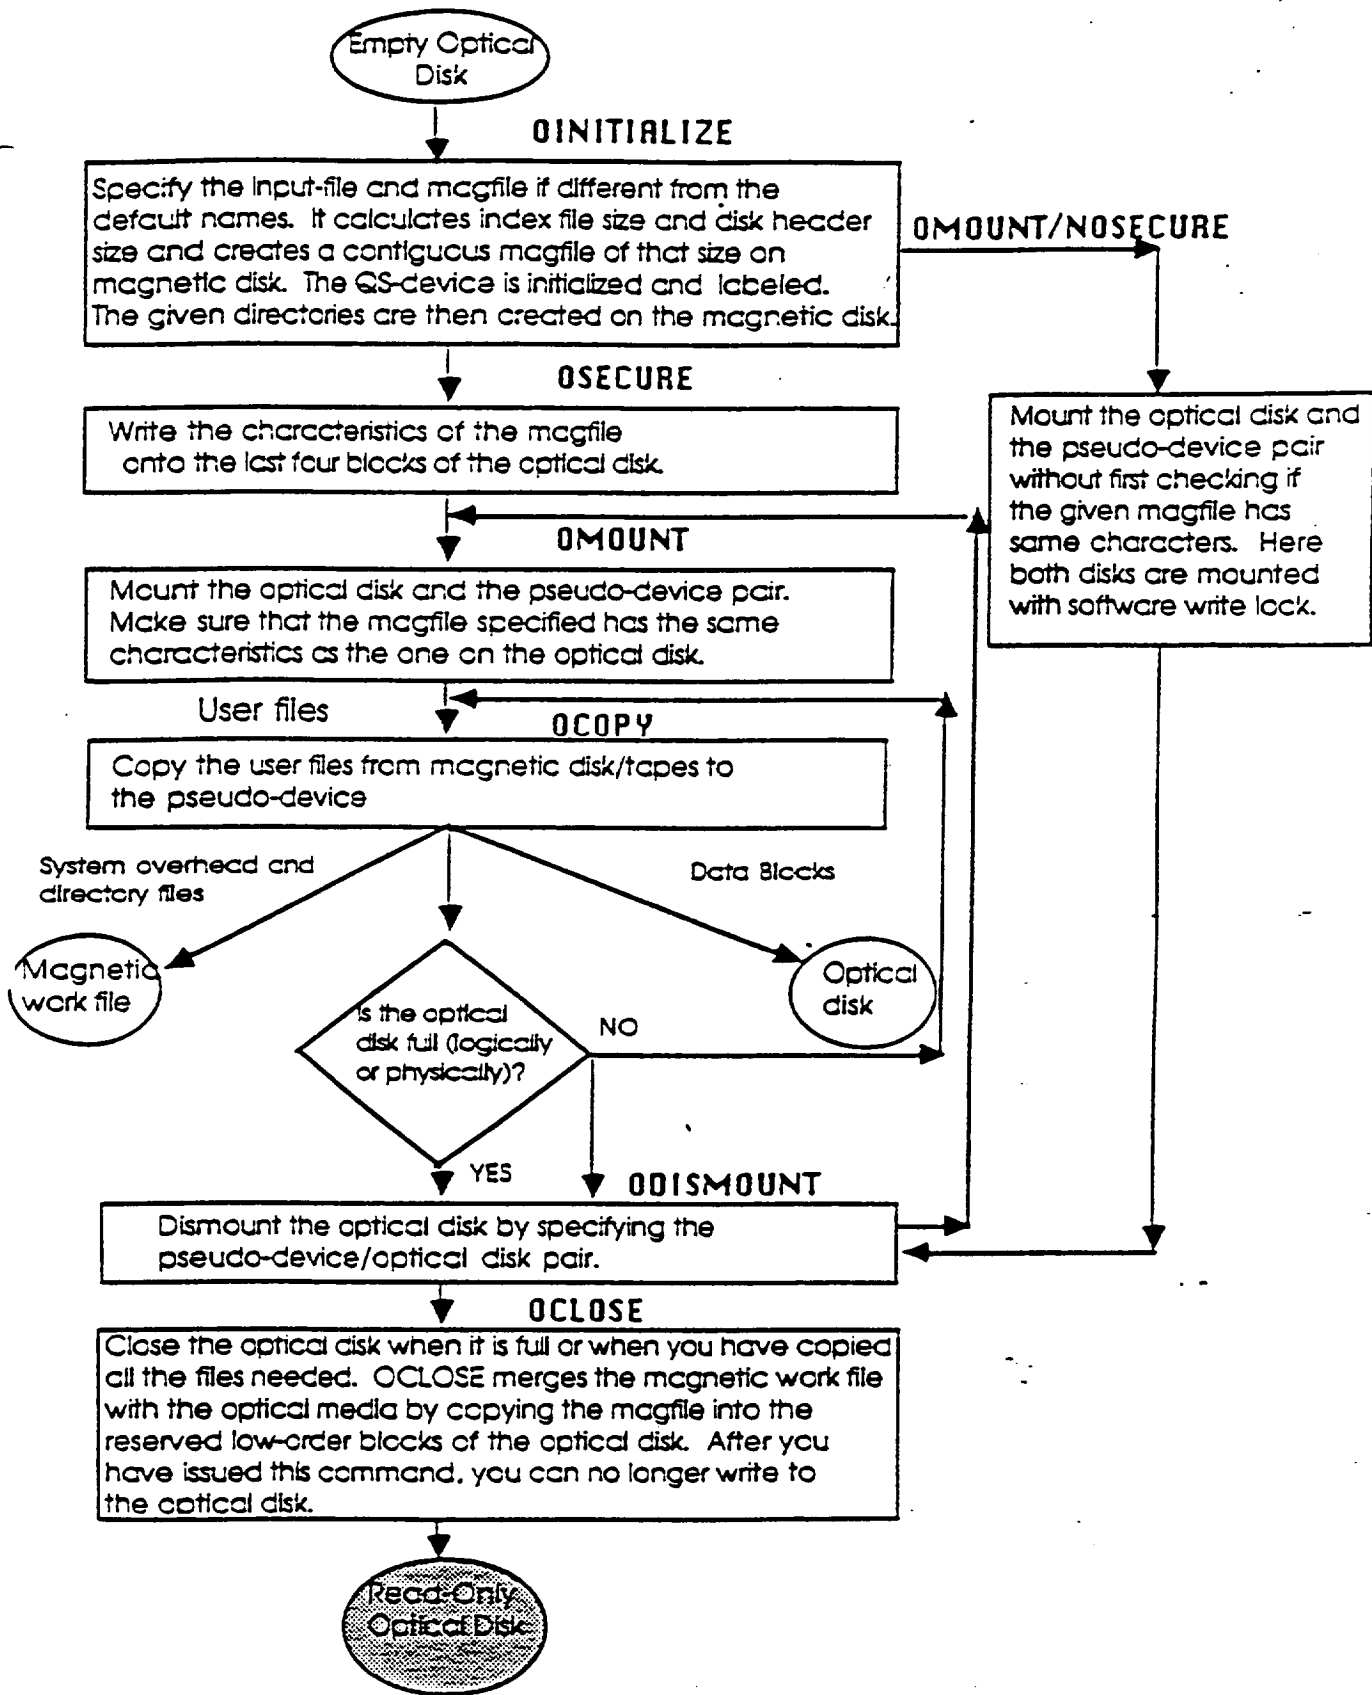 Empty Optical
Disk
OINITIALIZE
Specify the input-file and magfile if different from the
default names. It calculates index file size and disk header
size and creates a contiguous magfile of that size on
magnetic disk. The QS-device is initialized and labeled.
The given directories are then created on the magnetic disk.
OMOUNT/NOSECURE
OSECURE
Write the characteristics of the magfile
onto the last four blocks of the optical disk.
Mount the optical disk and
the pseudo-device pair
without first checking if
the given magfile has
same characters. Here
both disks are mounted
with software write lock.
OMOUNT
Mount the optical disk and the pseudo-device pair.
Make sure that the magfile specified has the same
characteristics as the one on the optical disk.
User files
OCOPY
Copy the user files from magnetic disk/tapes to
the pseudo-device
System overhead and
directory files
Data Blocks
Magnetic
work file
Optical
disk
Is the optical
disk full (logically
or physically)?
NO
YES
ODISMOUNT
Dismount the optical disk by specifying the
pseudo-device/optical disk pair.
OCLOSE
Close the optical disk when it is full or when you have copied
all the files needed. OCLOSE merges the magnetic work file
with the optical media by copying the magfile into the
reserved low-order blocks of the optical disk. After you
have issued this command, you can no longer write to
the optical disk.
Read-Only
Optical Disk